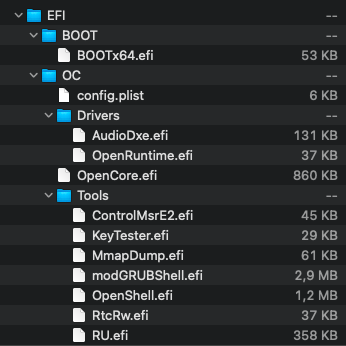 EFI --
BOOT --
BOOTx64.efi 53 KB
OC --
config.plist 6 KB
Drivers --
AudioDxe.efi 131 KB
OpenRuntime.efi 37 KB
OpenCore.efi 860 KB
Tools --
ControlMsrE2.efi 45 KB
KeyTester.efi 29 KB
MmapDump.efi 61 KB
modGRUBShell.efi 2,9 MB
OpenShell.efi 1,2 MB
RtcRw.efi 37 KB
RU.efi 358 KB